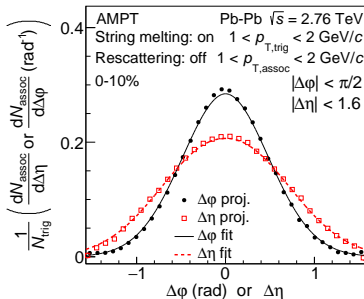 AMPT Pb-Pb √s = 2.76 TeV
String melting: on 1 < p_T,trig < 2 GeV/c
Rescattering: off 1 < p_T,assoc < 2 GeV/c
0-10% |Δφ| < π/2
|Δη| < 1.6
0.4
0.2
0
1/N_trig (dN_assoc/dΔη or dN_assoc/dΔφ (rad⁻¹))
Δφ proj.
Δη proj.
Δφ fit
Δη fit
−1 0 1
Δφ (rad) or Δη